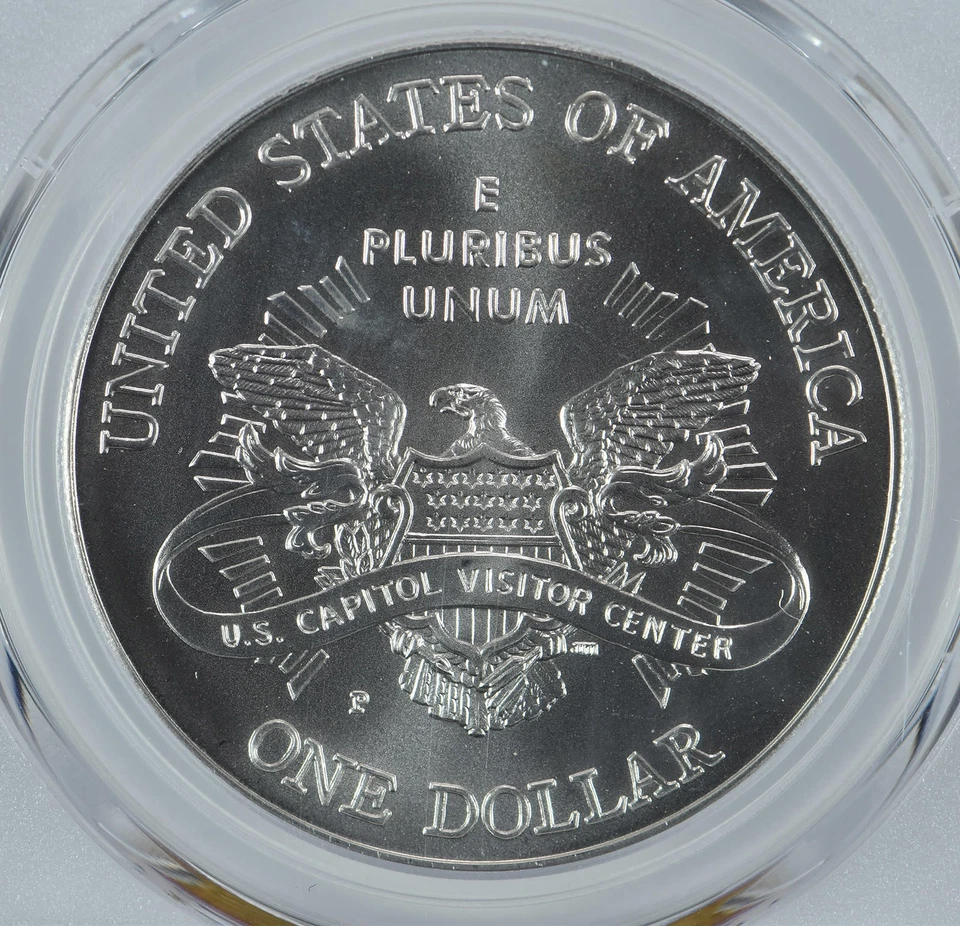 UNITED STATES OF AMERICA
E
PLURIBUS
UNUM
U.S. CAPITOL VISITOR CENTER
P
ONE DOLLAR